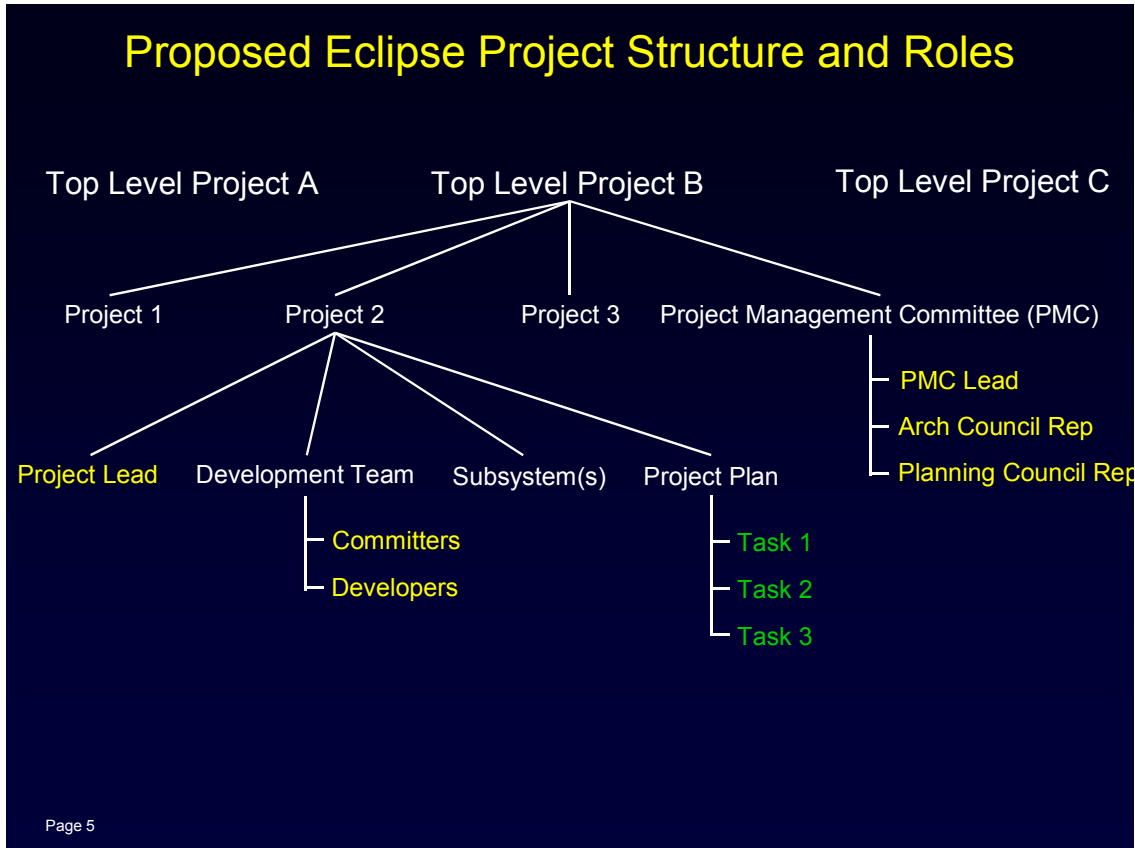 Proposed Eclipse Project Structure and Roles
Top Level Project A
Top Level Project B
Top Level Project C
Project 1
Project 2
Project 3
Project Management Committee (PMC)
PMC Lead
Arch Council Rep
Planning Council Rep
Project Lead
Development Team
Subsystem(s)
Project Plan
Committers
Developers
Task 1
Task 2
Task 3
Page 5